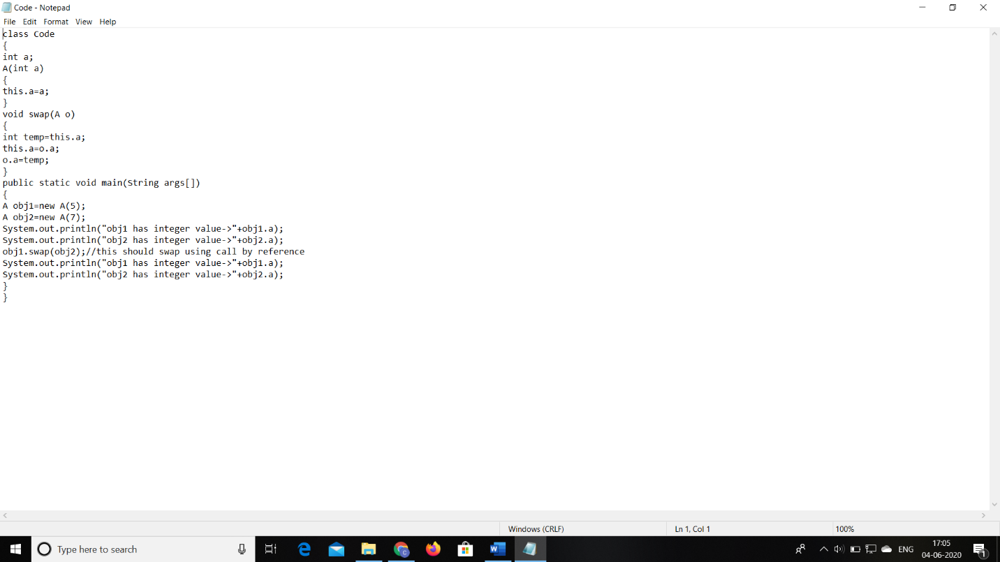 Code - Notepad
File Edit Format View Help
class Code
{
int a;
A(int a)
{
this.a=a;
}
void swap(A o)
{
int temp=this.a;
this.a=o.a;
o.a=temp;
}
public static void main(String args[])
{
A obj1=new A(5);
A obj2=new A(7);
System.out.println("obj1 has integer value->"+obj1.a);
System.out.println("obj2 has integer value->"+obj2.a);
obj1.swap(obj2);//this should swap using call by reference
System.out.println("obj1 has integer value->"+obj1.a);
System.out.println("obj2 has integer value->"+obj2.a);
}
}
Windows (CRLF) Ln 1, Col 1 100%
Type here to search
ENG
17:05
04-06-2020
1